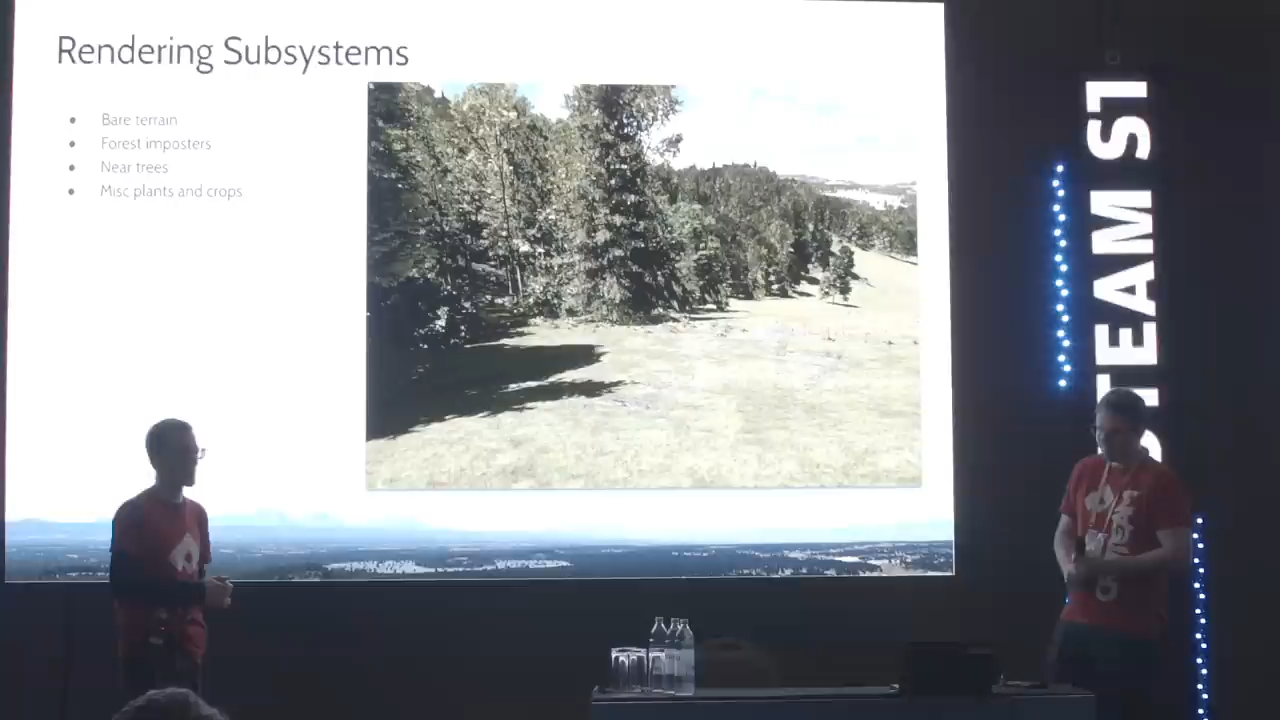 Rendering Subsystems
Bare terrain
Forest imposters
Near trees
Misc plants and crops
STEAM S1